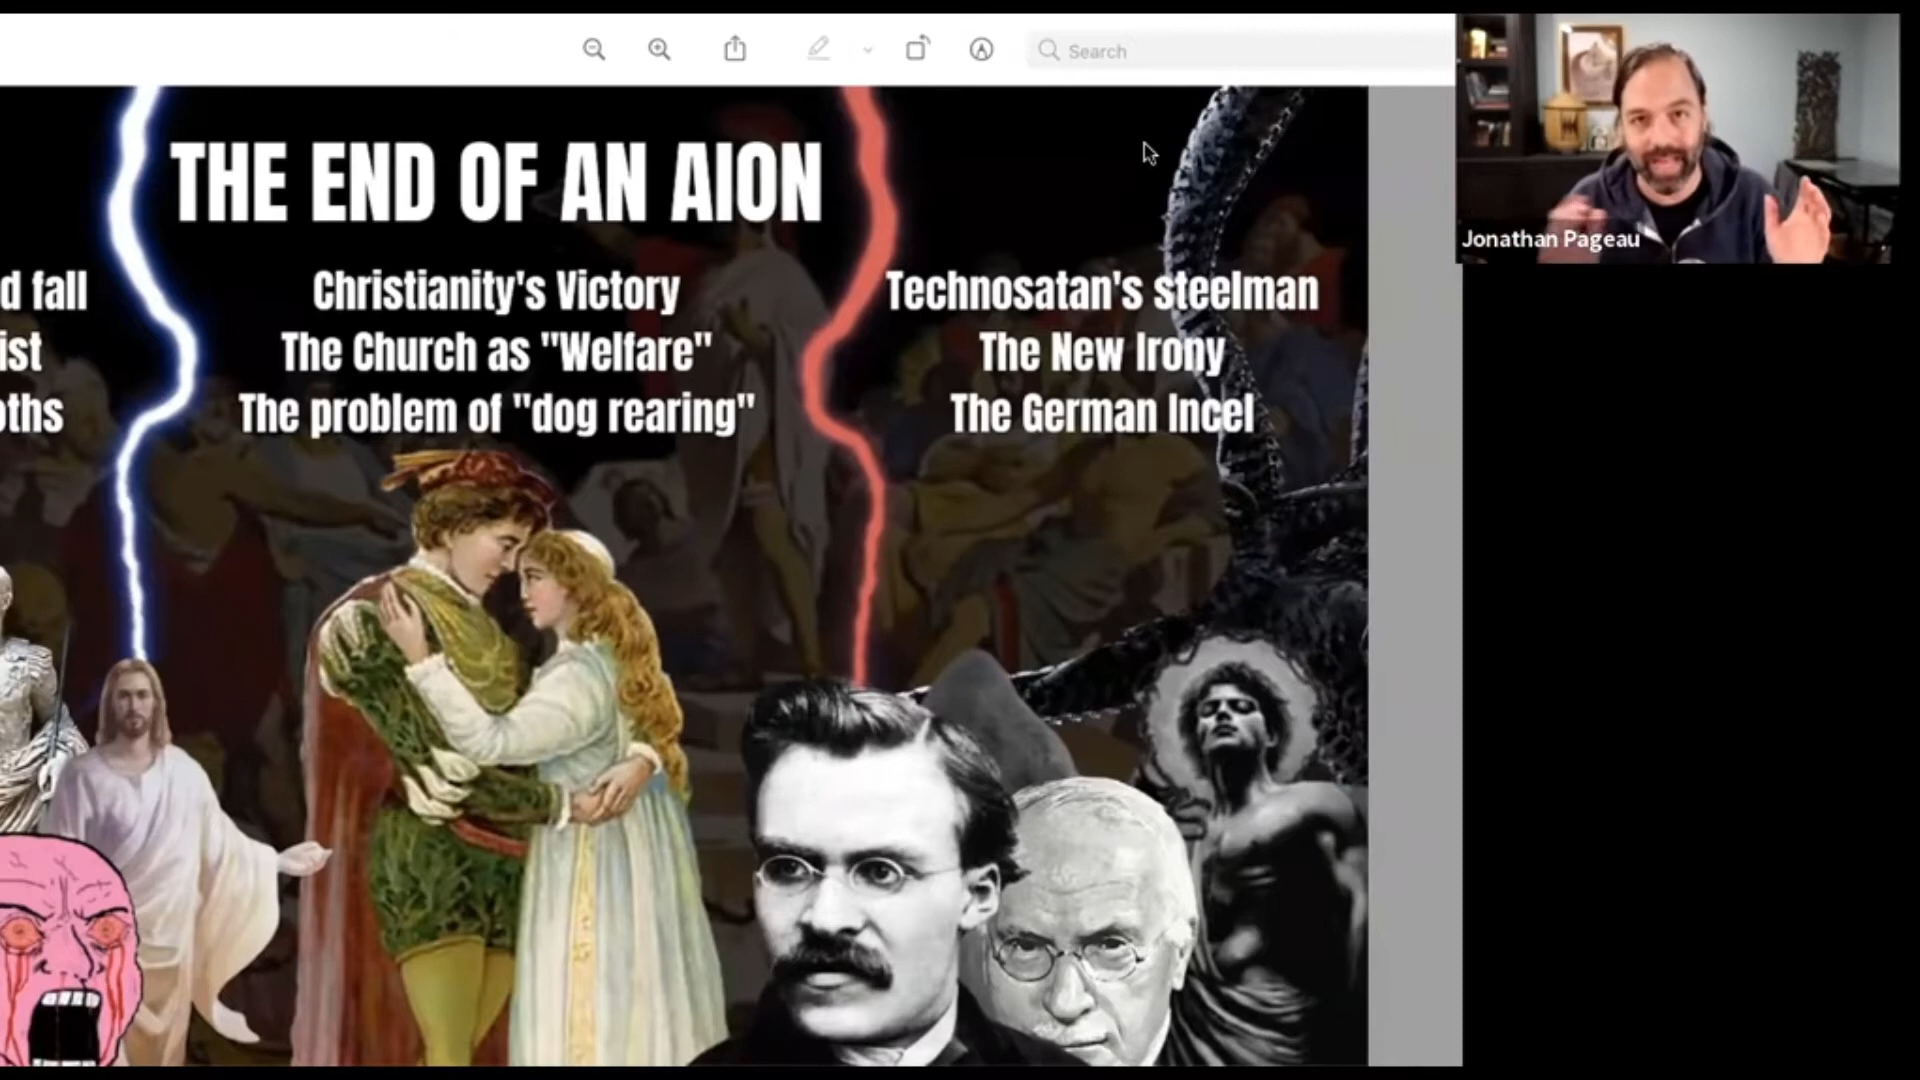 Search
Jonathan Pageau
THE END OF AN AION
d fall
ist
oths
Christianity's Victory
The Church as "Welfare"
The problem of "dog rearing"
Technosatan's steelman
The New Irony
The German Incel